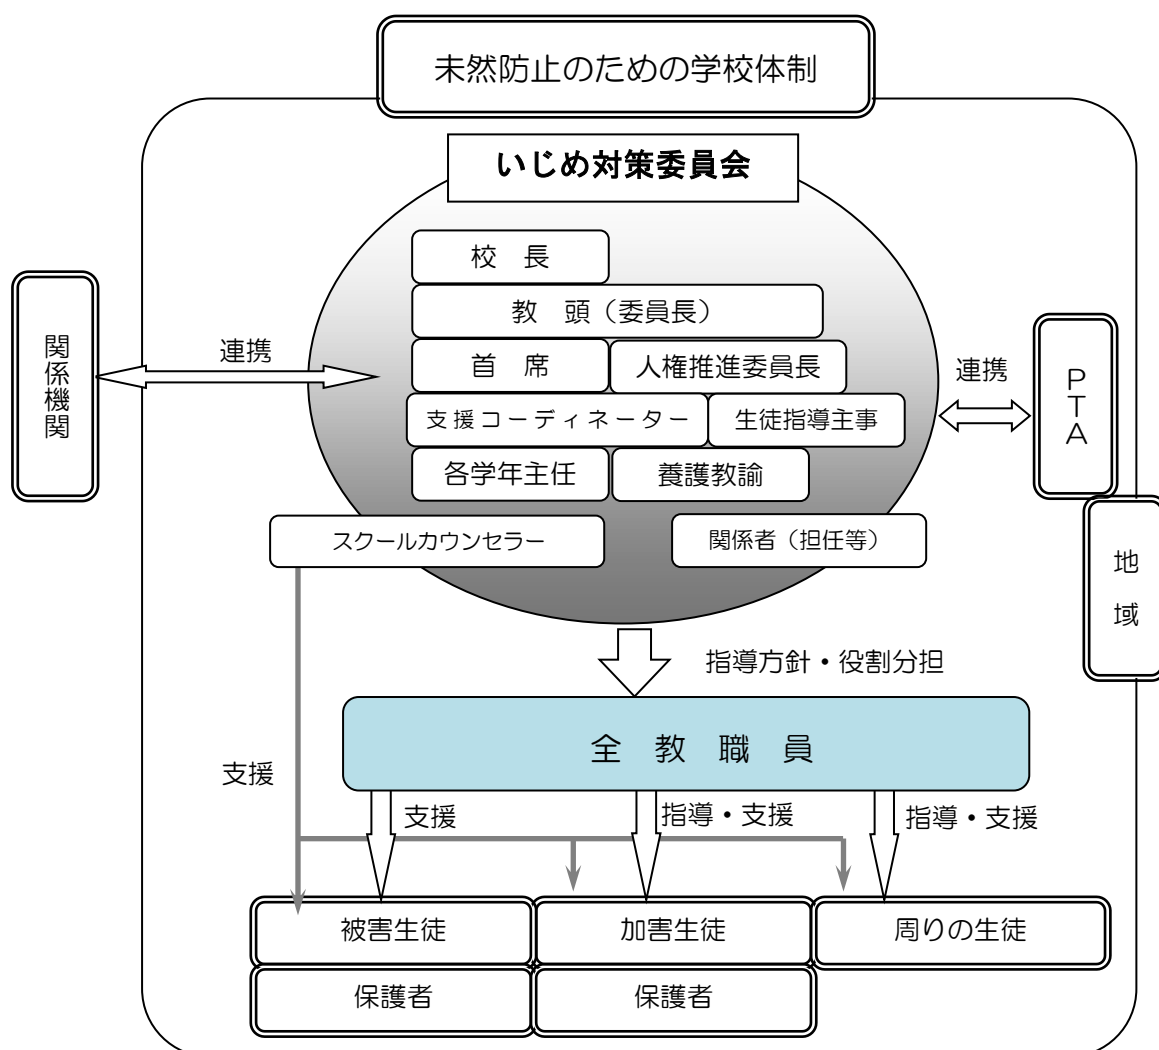 未然防止のための学校体制
いじめ対策委員会
校　長
教　頭（委員長）
首　席
人権推進委員長
支援コーディネーター
生徒指導主事
各学年主任
養護教諭
スクールカウンセラー
関係者（担任等）
関係機関
連携
連携
PTA
地域
指導方針・役割分担
全　教　職　員
支援
支援
指導・支援
指導・支援
被害生徒
加害生徒
周りの生徒
保護者
保護者